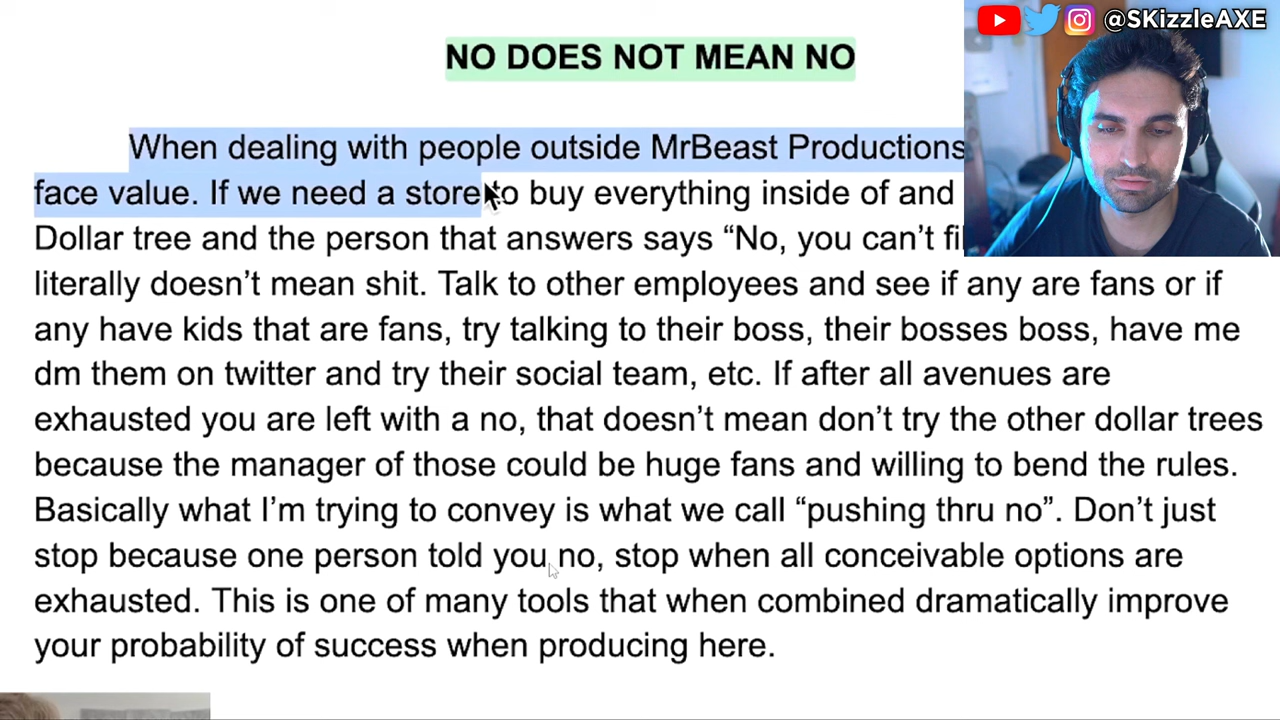 @SKizzleAXE
NO DOES NOT MEAN NO
When dealing with people outside MrBeast Productions
face value. If we need a store to buy everything inside of and
Dollar tree and the person that answers says “No, you can’t
literally doesn’t mean shit. Talk to other employees and see if any are fans or if
any have kids that are fans, try talking to their boss, their bosses boss, have me
dm them on twitter and try their social team, etc. If after all avenues are
exhausted you are left with a no, that doesn’t mean don’t try the other dollar trees
because the manager of those could be huge fans and willing to bend the rules.
Basically what I’m trying to convey is what we call “pushing thru no”. Don’t just
stop because one person told you no, stop when all conceivable options are
exhausted. This is one of many tools that when combined dramatically improve
your probability of success when producing here.